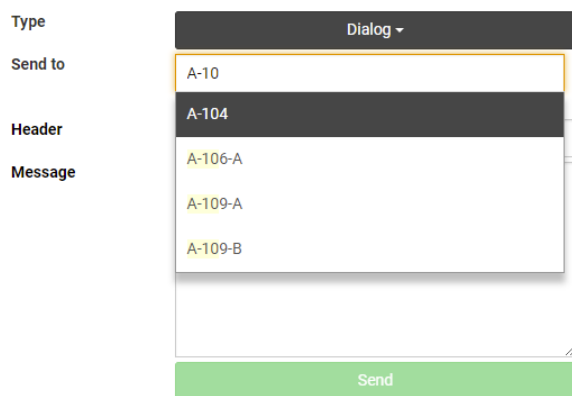 Type
Dialog
Send to
A-10
A-104
Header
A-106-A
Message
A-109-A
A-109-B
Send